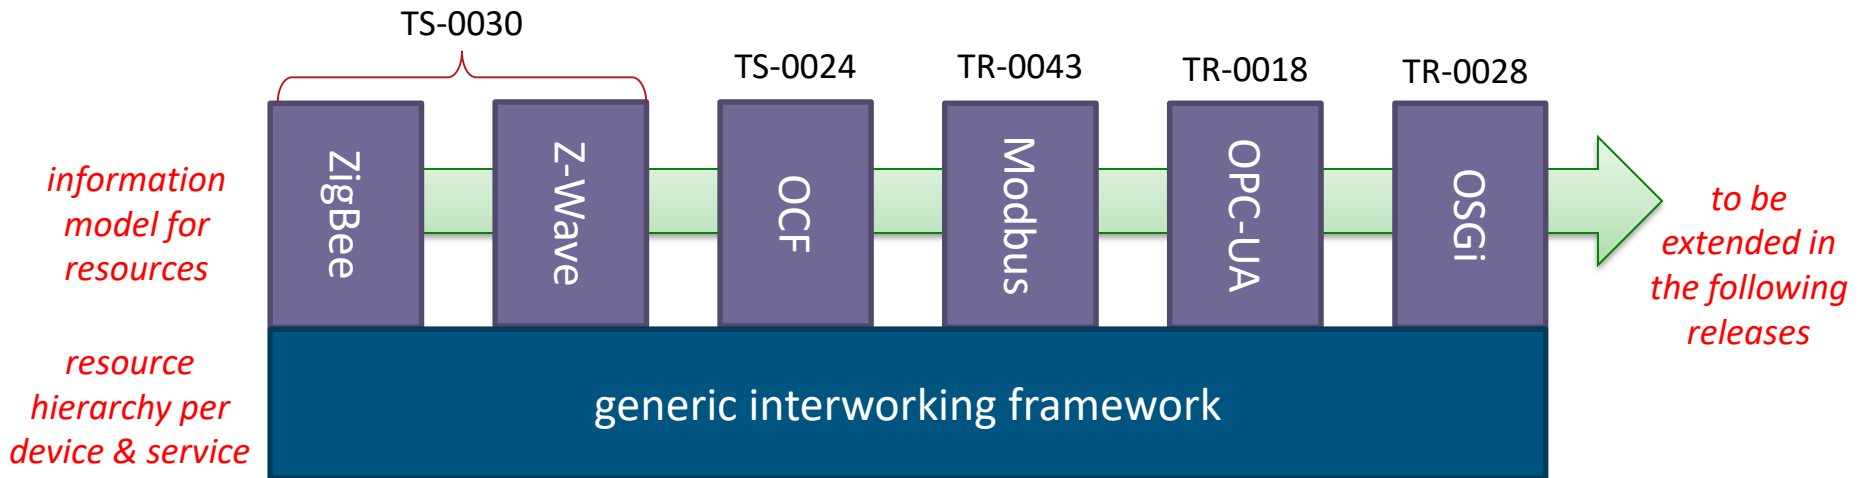 TS-0030
TS-0024
TR-0043
TR-0018
TR-0028
ZigBee
Z-Wave
OCF
Modbus
OPC-UA
OSGi
information
model for
resources
to be
extended in
the following
releases
resource
hierarchy per
device & service
generic interworking framework